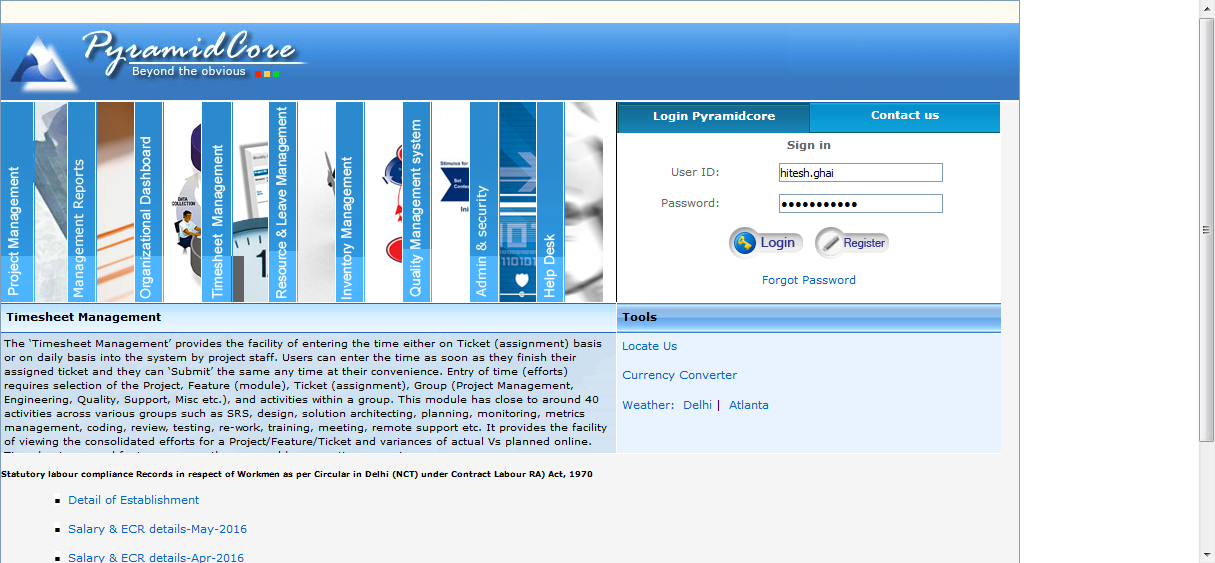 PyramidCore
Beyond the obvious
Project Management
Management Reports
Organizational Dashboard
DATA
COLLECTION
Timesheet Management
Resource & Leave Management
Inventory Management
Quality Management system
Stimulus for
Set
Admin & security
Help Desk
Login Pyramidcore
Contact us
Sign in
User ID:
hitesh.ghai
Password:
•••••••••••
Login
Register
Forgot Password
Timesheet Management
The ‘Timesheet Management’ provides the facility of entering the time either on Ticket (assignment) basis
or on daily basis into the system by project staff. Users can enter the time as soon as they finish their
assigned ticket and they can ‘Submit’ the same any time at their convenience. Entry of time (efforts)
requires selection of the Project, Feature (module), Ticket (assignment), Group (Project Management,
Engineering, Quality, Support, Misc etc.), and activities within a group. This module has close to around 40
activities across various groups such as SRS, design, solution architecting, planning, monitoring, metrics
management, coding, review, testing, re-work, training, meeting, remote support etc. It provides the facility
of viewing the consolidated efforts for a Project/Feature/Ticket and variances of actual Vs planned online.
Tools
Locate Us
Currency Converter
Weather: Delhi | Atlanta
Statutory labour compliance Records in respect of Workmen as per Circular in Delhi (NCT) under Contract Labour RA) Act, 1970
Detail of Establishment
Salary & ECR details-May-2016
Salary & ECR details-Apr-2016